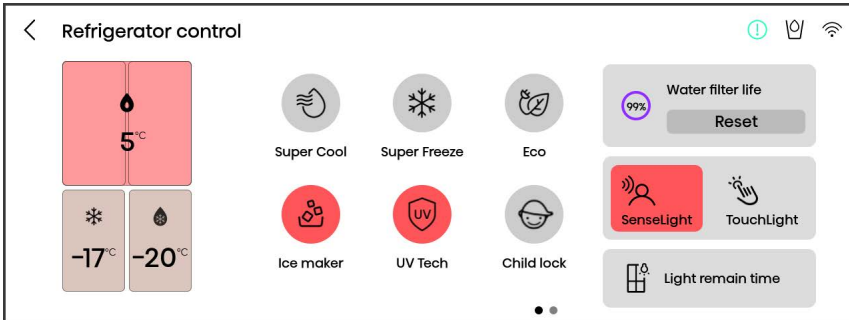 Refrigerator control
5°C
-17°C
-20°C
Super Cool
Super Freeze
Eco
Ice maker
UV
UV Tech
Child lock
99%
Water filter life
Reset
SenseLight
TouchLight
Light remain time